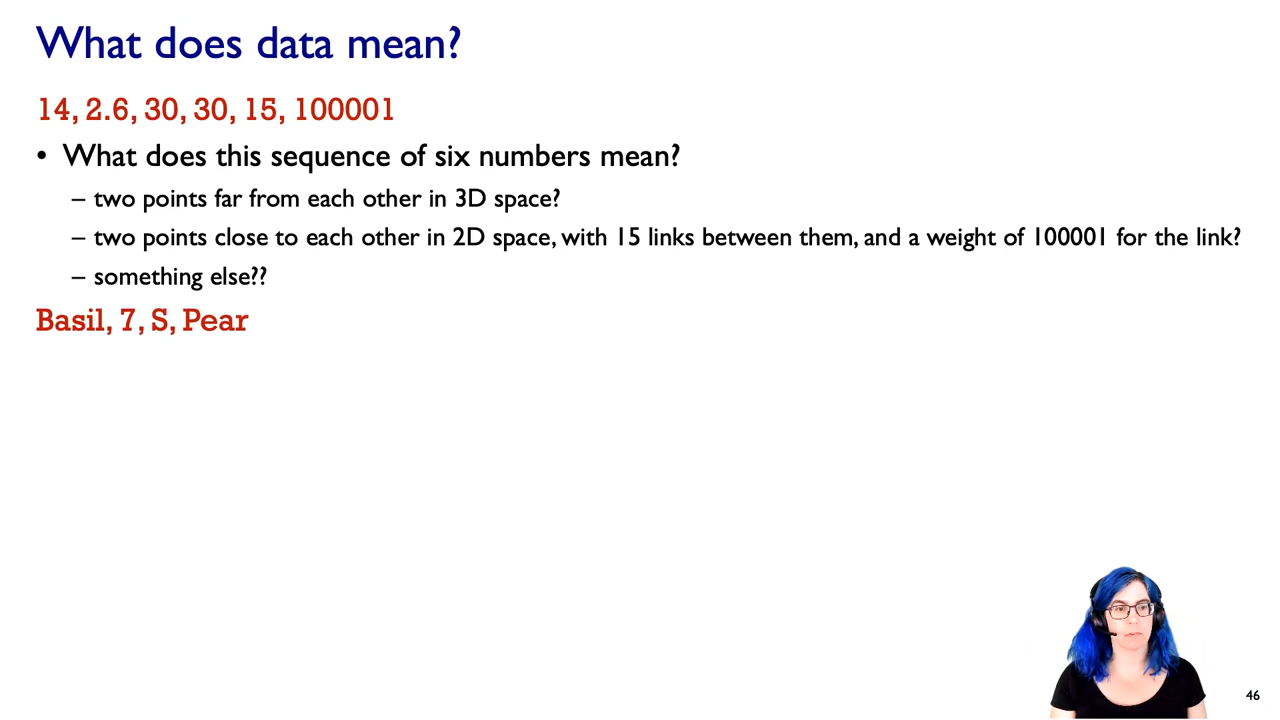 What does data mean?
14, 2.6, 30, 30, 15, 100001
• What does this sequence of six numbers mean?
– two points far from each other in 3D space?
– two points close to each other in 2D space, with 15 links between them, and a weight of 100001 for the link?
– something else??
Basil, 7, S, Pear
46